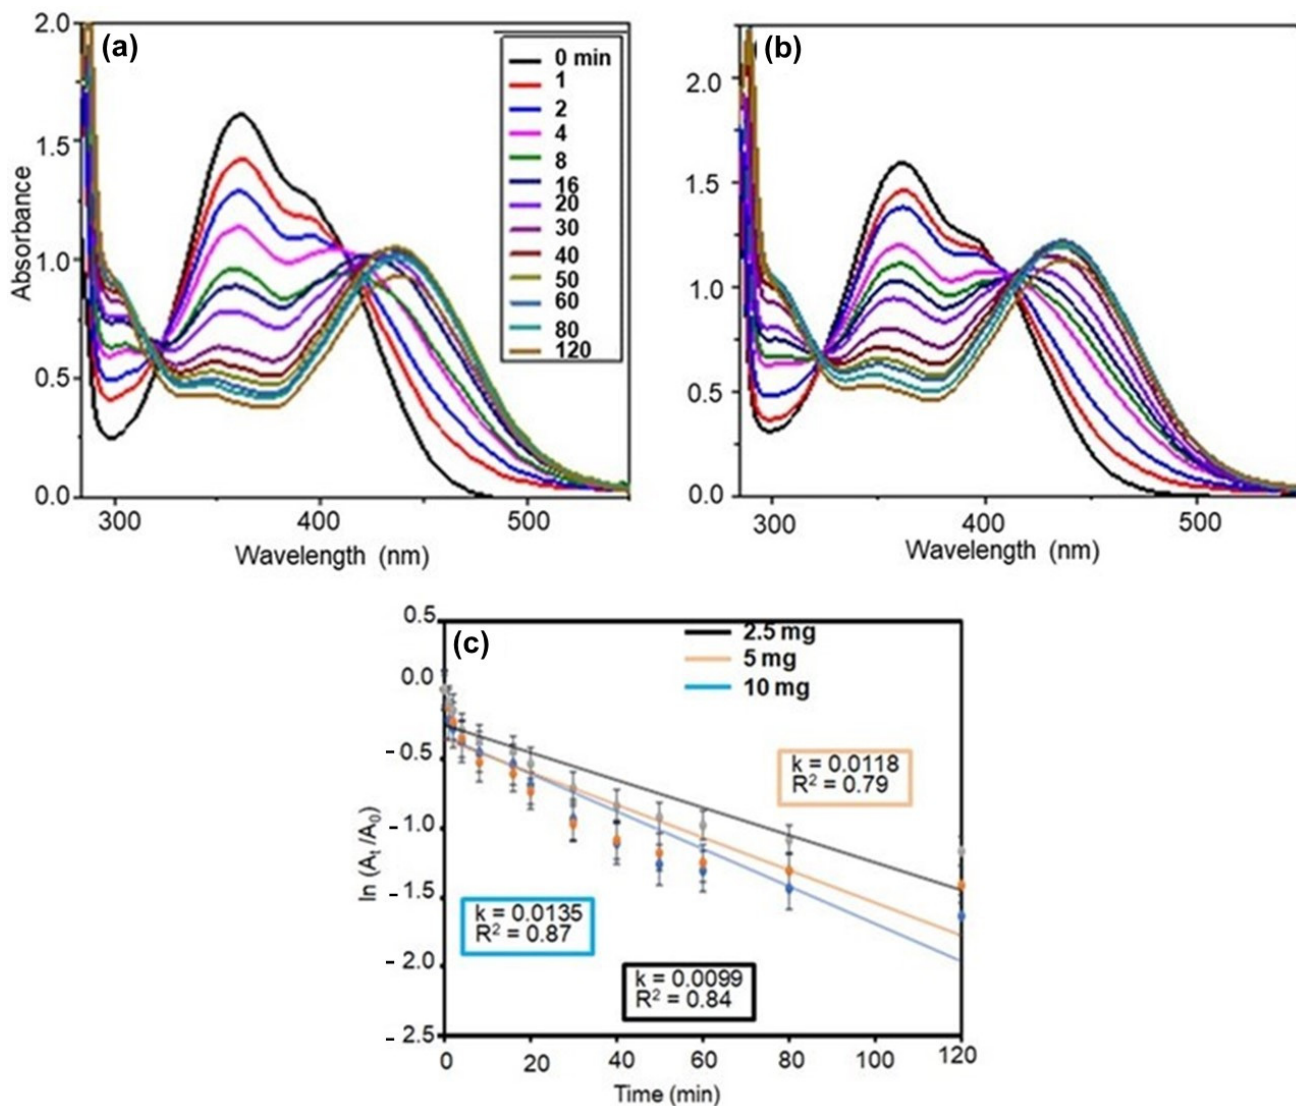 (a)
2.0
1.5
1.0
0.5
0.0
Absorbance
300
400
500
Wavelength (nm)
0 min
1
2
4
8
16
20
30
40
50
60
80
120
(b)
2.0
1.5
1.0
0.5
0.0
300
400
500
Wavelength (nm)
(c)
0.5
0.0
- 0.5
- 1.0
- 1.5
- 2.0
- 2.5
ln (At /A0)
2.5 mg
5 mg
10 mg
k = 0.0118
R² = 0.79
k = 0.0135
R² = 0.87
k = 0.0099
R² = 0.84
0
20
40
60
80
100
120
Time (min)